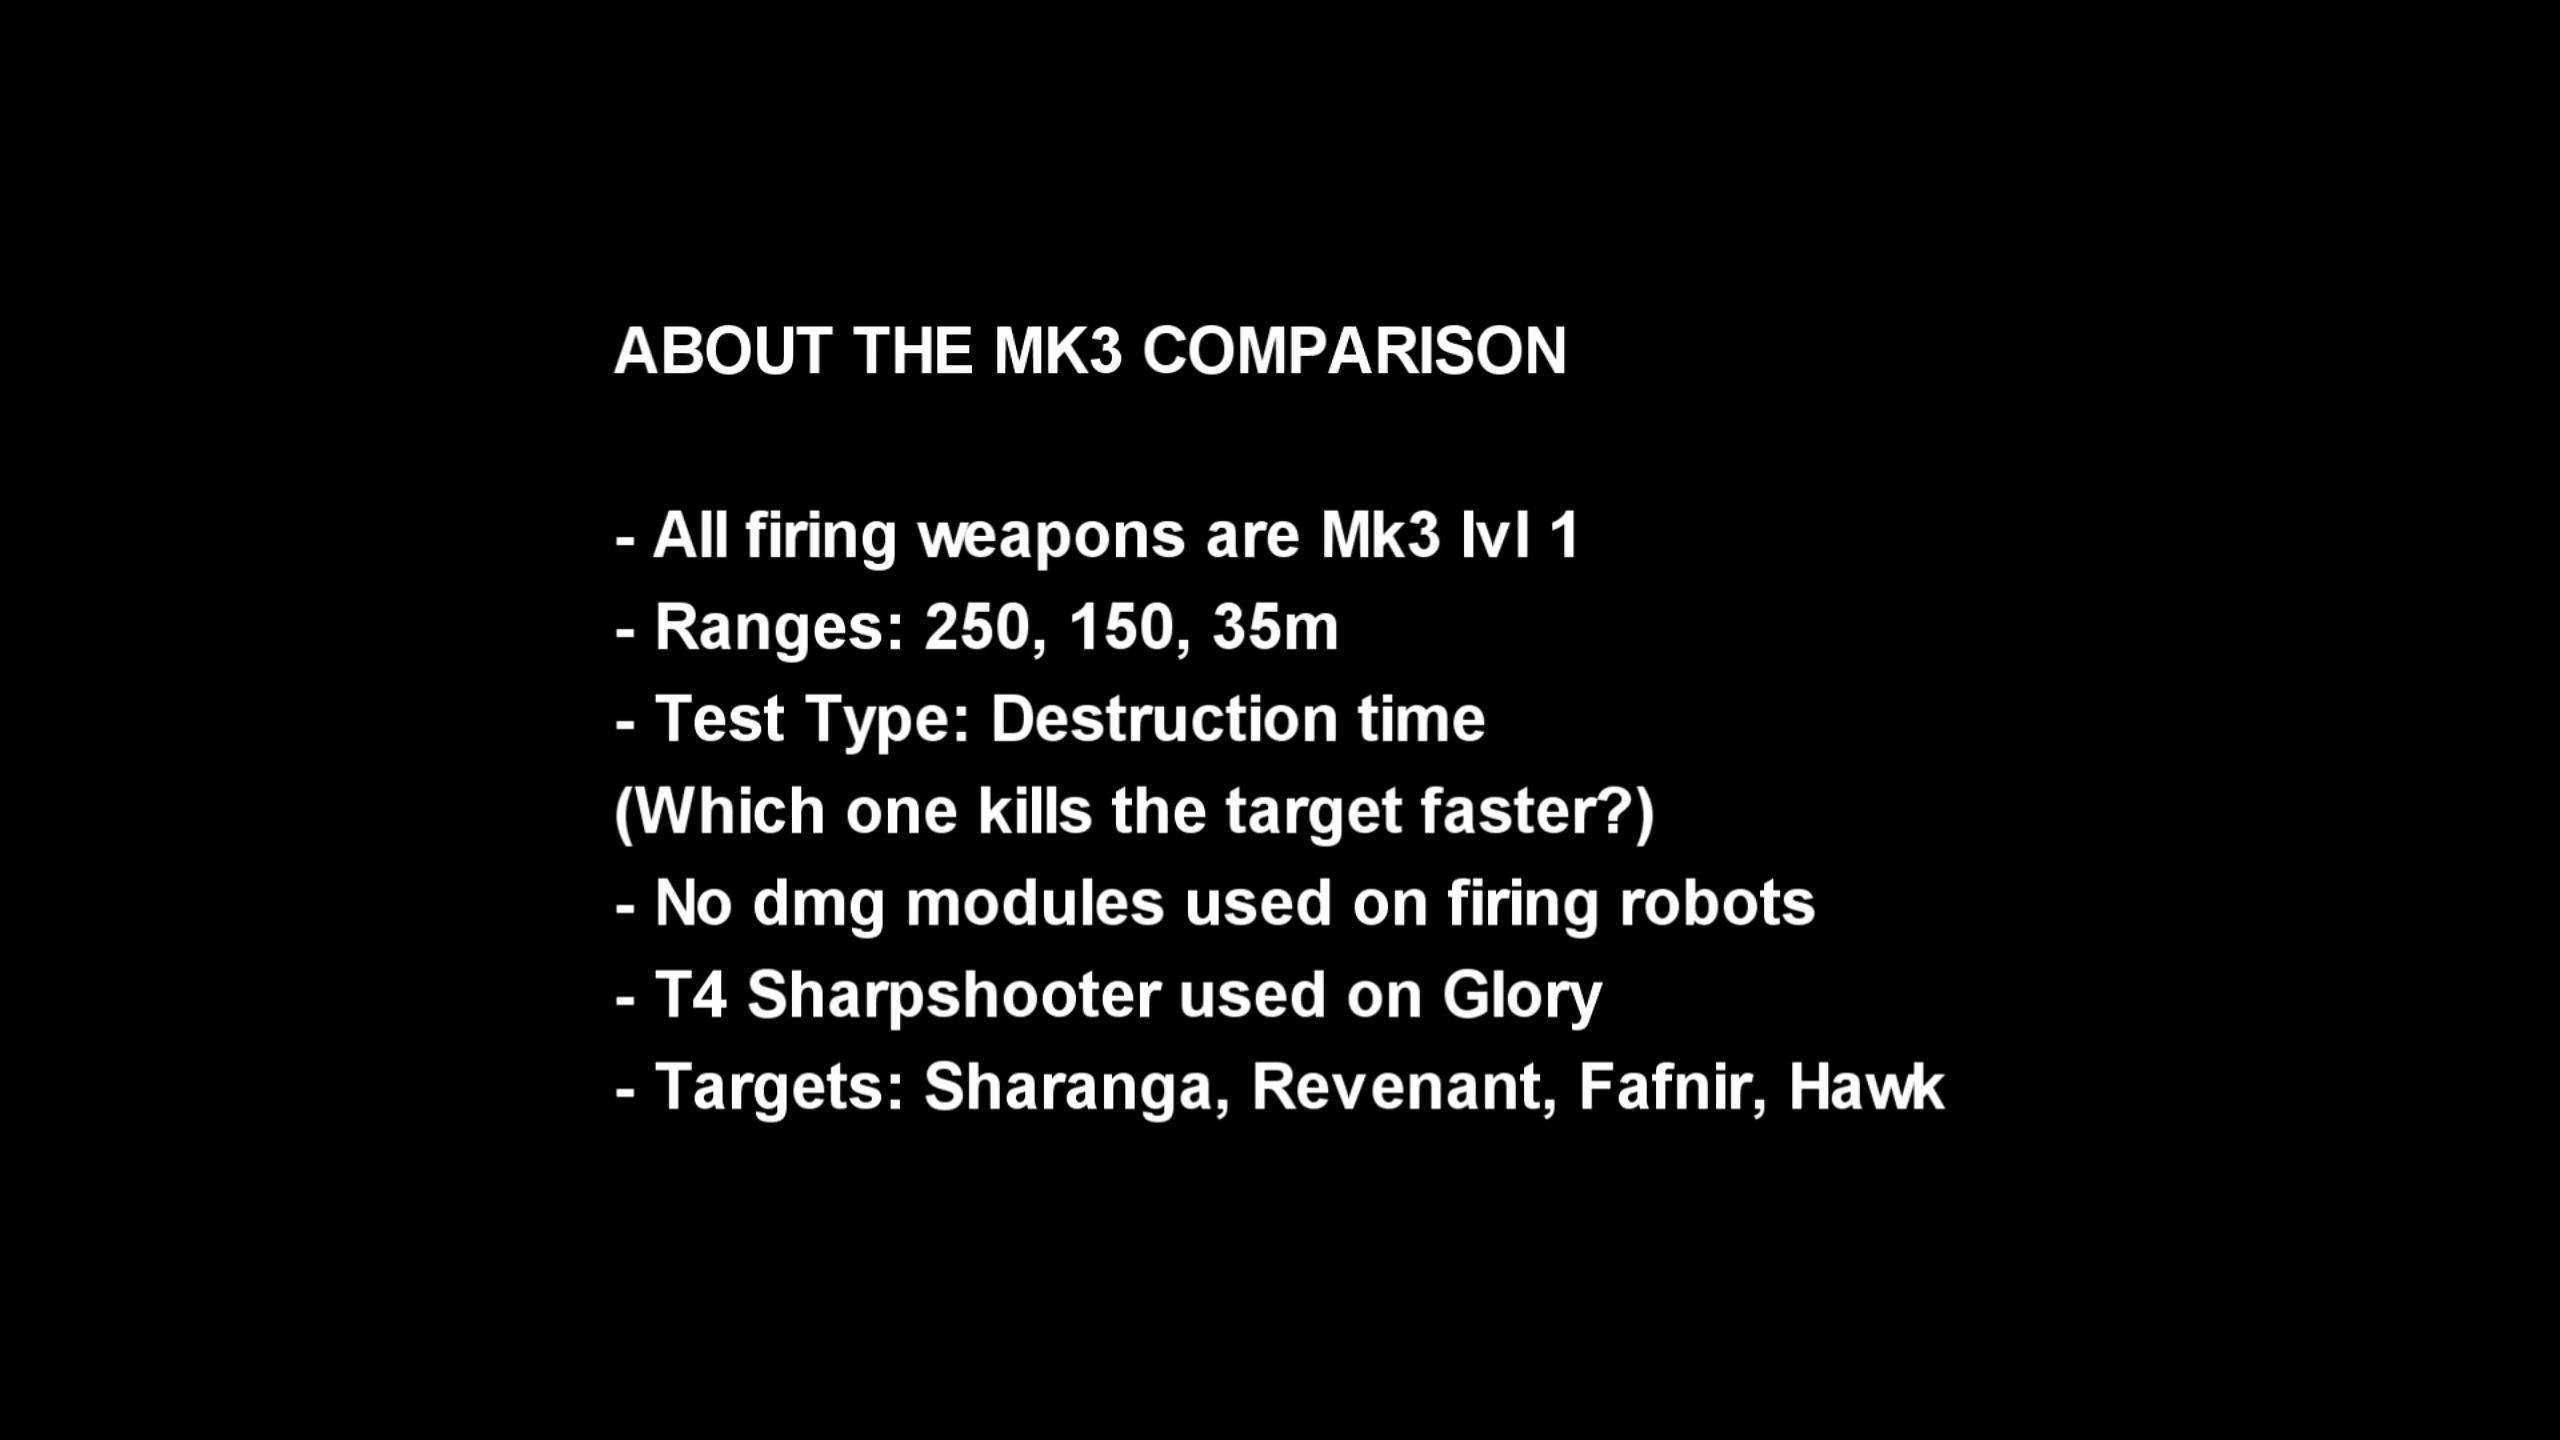 ABOUT THE MK3 COMPARISON
- All firing weapons are Mk3 lvl 1
- Ranges: 250, 150, 35m
- Test Type: Destruction time
(Which one kills the target faster?)
- No dmg modules used on firing robots
- T4 Sharpshooter used on Glory
- Targets: Sharanga, Revenant, Fafnir, Hawk